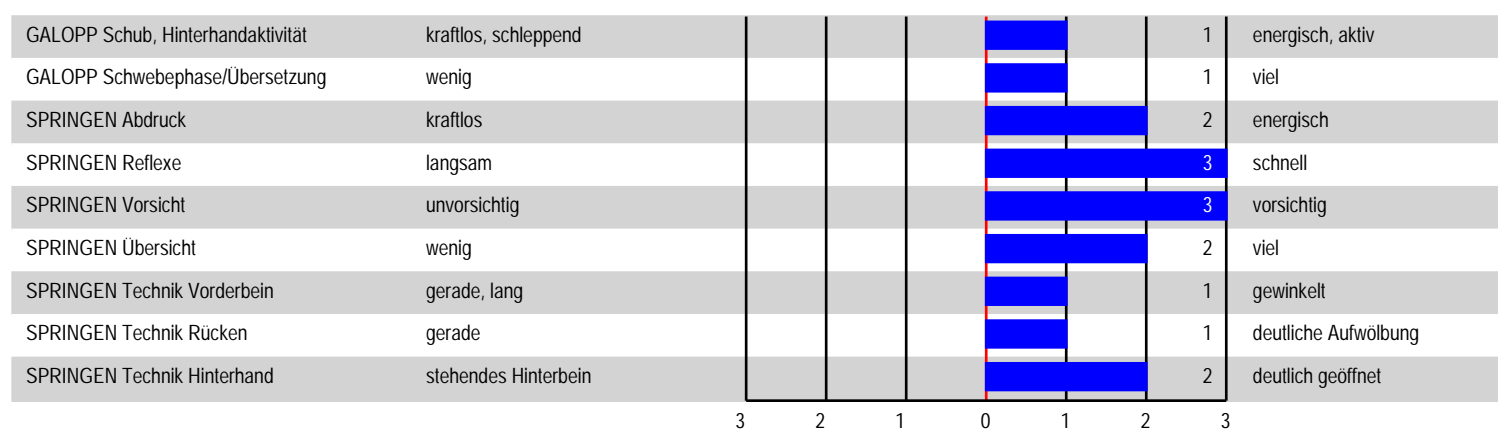 GALOPP Schub, Hinterhandaktivität kraftlos, schleppend 1 energisch, aktiv
GALOPP Schwebephase/Übersetzung wenig 1 viel
SPRINGEN Abdruck kraftlos 2 energisch
SPRINGEN Reflexe langsam 3 schnell
SPRINGEN Vorsicht unvorsichtig 3 vorsichtig
SPRINGEN Übersicht wenig 2 viel
SPRINGEN Technik Vorderbein gerade, lang 1 gewinkelt
SPRINGEN Technik Rücken gerade 1 deutliche Aufwölbung
SPRINGEN Technik Hinterhand stehendes Hinterbein 2 deutlich geöffnet
3 2 1 0 1 2 3